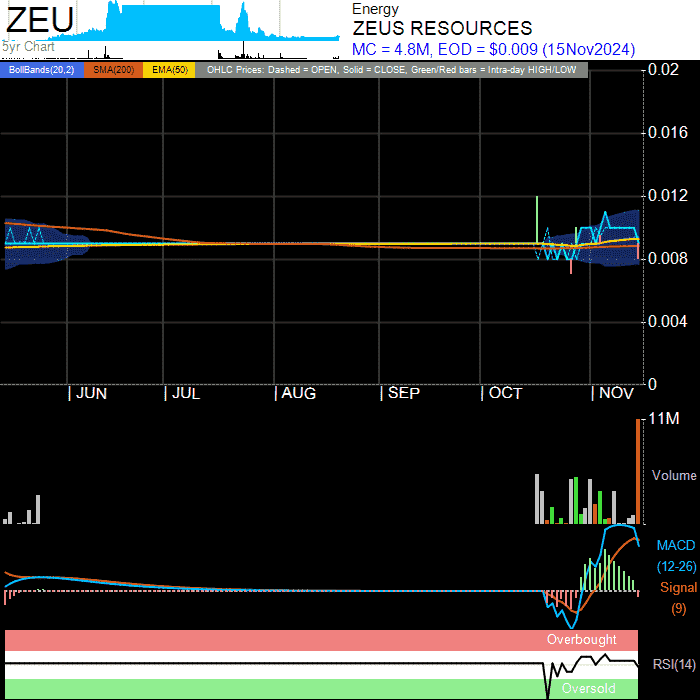 ZEU
5yr Chart
Energy
ZEUS RESOURCES
MC = 4.8M, EOD = $0.009 (15Nov2024)
BollBands(20,2) SMA(200) EMA(50) OHLC Prices: Dashed = OPEN, Solid = CLOSE, Green/Red bars = Intra-day HIGH/LOW
0.02
0.016
0.012
0.008
0.004
0
| JUN | JUL | AUG | SEP | OCT | NOV
11M
Volume
MACD
(12-26)
Signal
(9)
Overbought
RSI(14)
Oversold